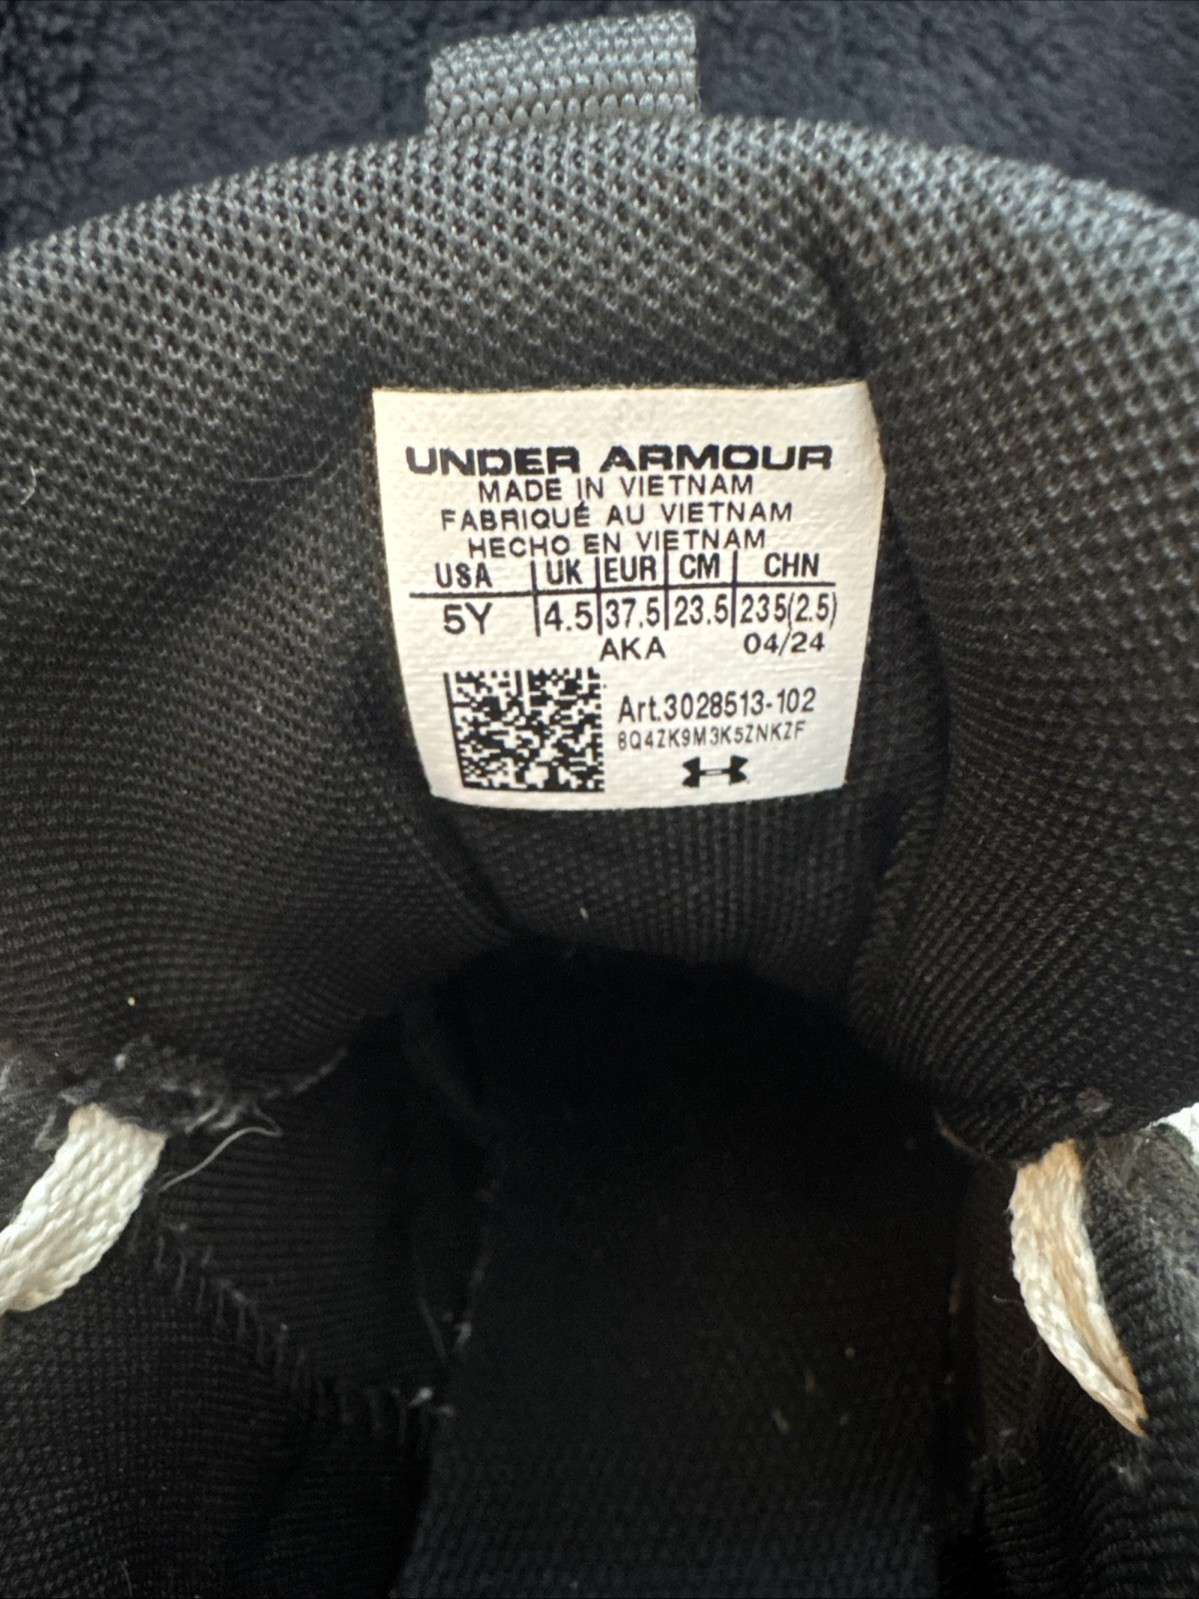 UNDER ARMOUR
MADE IN VIETNAM
FABRIQUÉ AU VIETNAM
HECHO EN VIETNAM
USA UK EUR CM CHN
5Y 4.5 37.5 23.5 235(2.5)
AKA 04/24
Art.3028513-102
8Q4ZK9M3K5ZNKZF